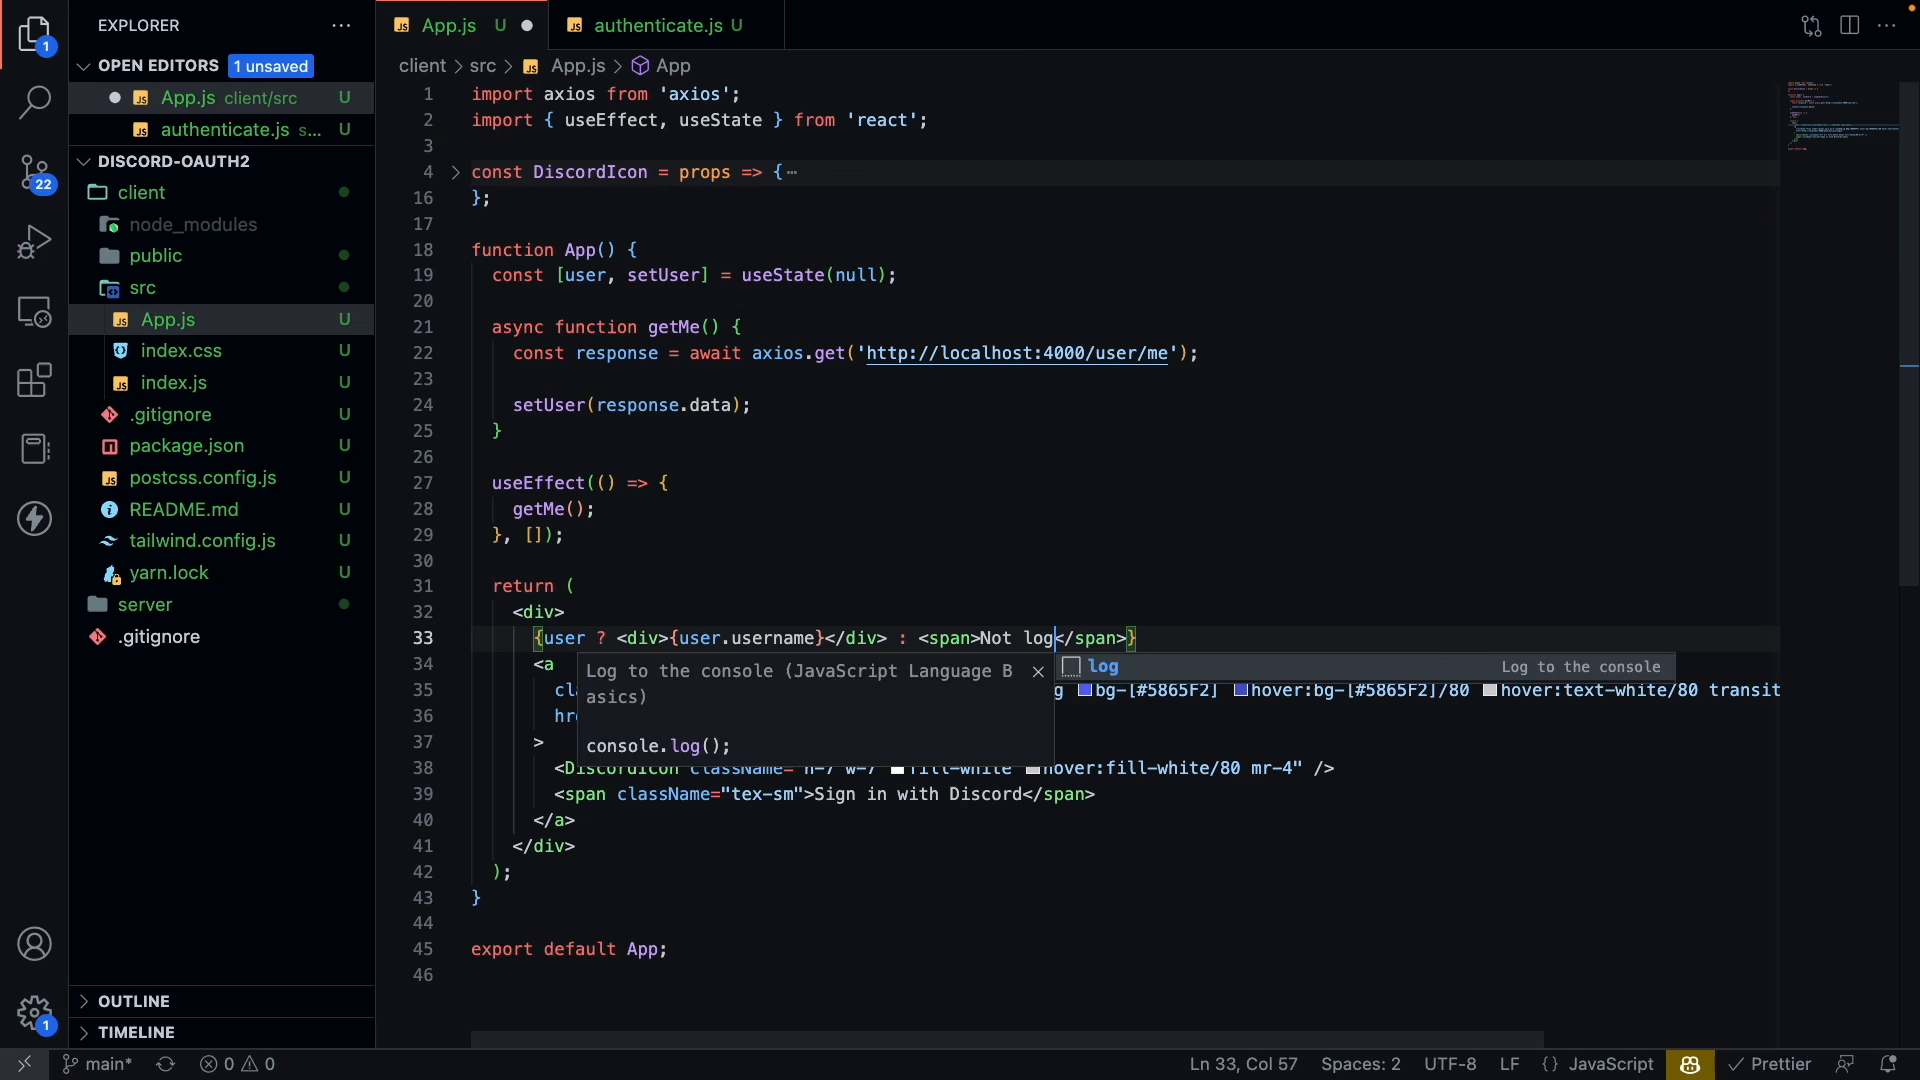 EXPLORER
OPEN EDITORS 1 unsaved
App.js client/src U
authenticate.js s... U
DISCORD-OAUTH2
client
node_modules
public
src
App.js U
index.css U
index.js U
.gitignore U
package.json U
postcss.config.js U
README.md U
tailwind.config.js U
yarn.lock U
server
.gitignore
OUTLINE
TIMELINE
1
22
1
App.js U
authenticate.js U
client > src > App.js > App
1 import axios from 'axios';
2 import { useEffect, useState } from 'react';
3
4 const DiscordIcon = props => {⋯
16 };
17
18 function App() {
19 const [user, setUser] = useState(null);
20
21 async function getMe() {
22 const response = await axios.get('http://localhost:4000/user/me');
23
24 setUser(response.data);
25 }
26
27 useEffect(() => {
28 getMe();
29 }, []);
30
31 return (
32 <div>
33 {user ? <div>{user.username}</div> : <span>Not log</span>}
34 <a
35 cl g bg-[#5865F2] hover:bg-[#5865F2]/80 hover:text-white/80 transit
36 hr
37 >
38 <DiscordIcon className="h-7 w-7 fill-white hover:fill-white/80 mr-4" />
39 <span className="tex-sm">Sign in with Discord</span>
40 </a>
41 </div>
42 );
43 }
44
45 export default App;
46
Log to the console (JavaScript Language B
asics)
console.log();
log Log to the console
main* 0 0
Ln 33, Col 57 Spaces: 2 UTF-8 LF {} JavaScript Prettier